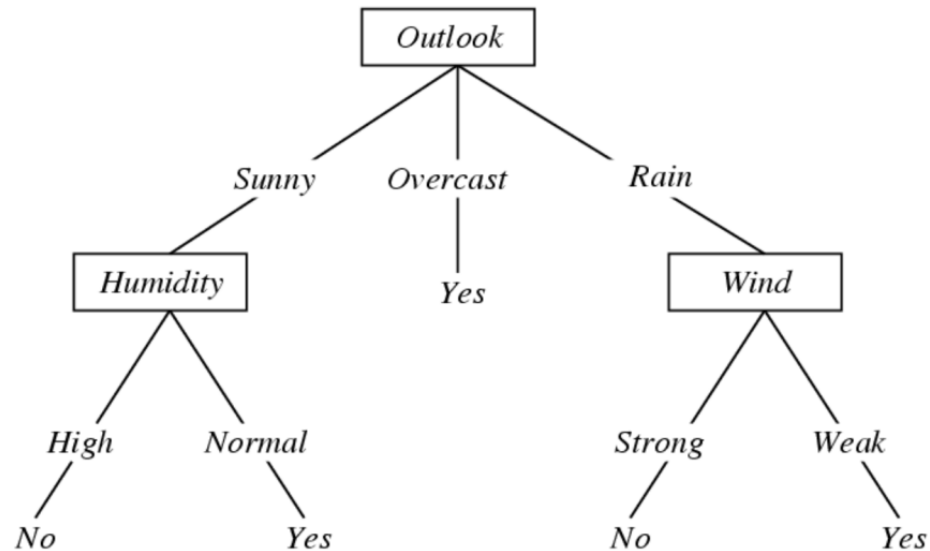 Outlook
Sunny Overcast Rain
Humidity Yes Wind
High Normal Strong Weak
No Yes No Yes